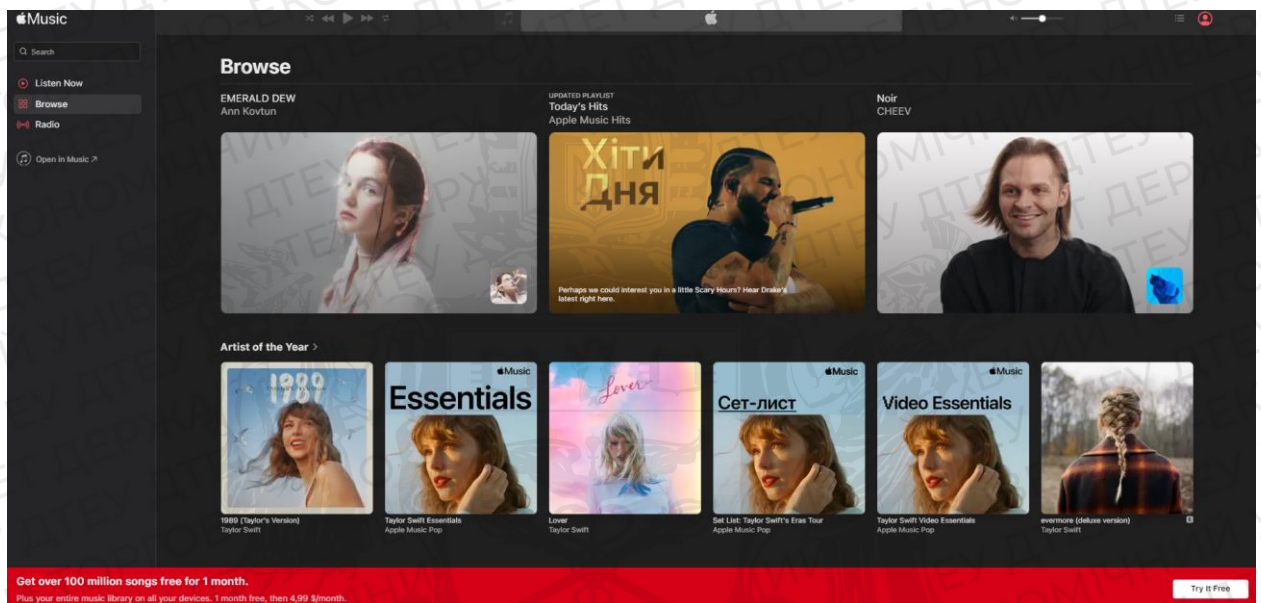 Music
Search
Listen Now
Browse
Radio
Open in Music ↗
Browse
EMERALD DEW
Ann Kovtun
UPDATED PLAYLIST
Today's Hits
Apple Music Hits
Noir
CHEEV
Хіти
Дня
Perhaps we could interest you in a little Scary Hours? Hear Drake's
latest right here.
Artist of the Year >
1989
Music
Essentials
Lover
Music
Сет-лист
Music
Video Essentials
1989 (Taylor's Version)
Taylor Swift
Taylor Swift Essentials
Apple Music Pop
Lover
Taylor Swift
Set List: Taylor Swift's Eras Tour
Apple Music Pop
Taylor Swift Video Essentials
Apple Music Pop
evermore (deluxe version)
Taylor Swift
Get over 100 million songs free for 1 month.
Plus your entire music library on all your devices. 1 month free, then 4,99 $/month.
Try It Free